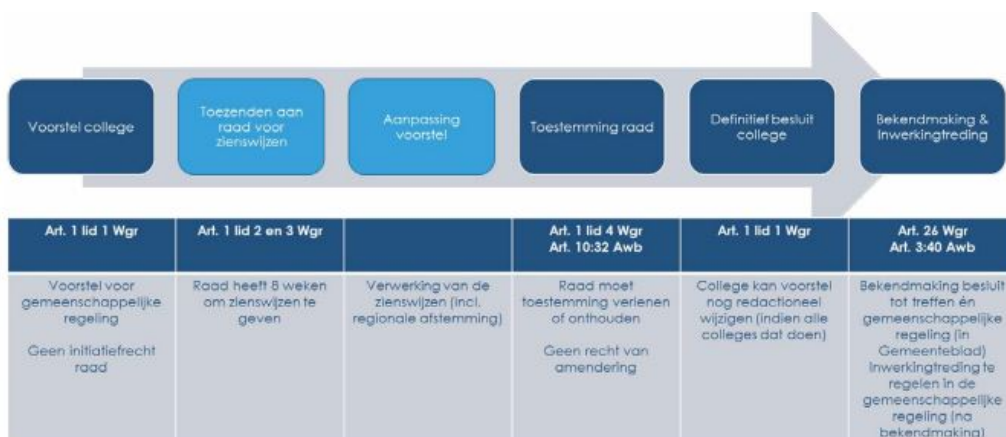 Voorstel college
Toezenden aan
raad voor
zienswijzen
Aanpassing
voorstel
Toestemming raad
Definitief besluit
college
Bekendmaking &
Inwerkingtreding
Art. 1 lid 1 Wgr
Art. 1 lid 2 en 3 Wgr
Art. 1 lid 4 Wgr
Art. 10:32 Awb
Art. 1 lid 1 Wgr
Art. 26 Wgr
Art. 3:40 Awb
Voorstel voor
gemeenschappelijke
regeling
Geen initiatiefrecht
raad
Raad heeft 8 weken
om zienswijzen te
geven
Verwerking van de
zienswijzen (incl.
regionale afstemming)
Raad moet
toestemming verlenen
of onthouden
Geen recht van
amendering
College kan voorstel
nog redactioneel
wijzigen (indien alle
colleges dat doen)
Bekendmaking besluit
tot treffen én
gemeenschappelijke
regeling (in
Gemeenteblad)
Inwerkingtreding te
regelen in de
gemeenschappelijke
regeling (na
bekendmaking)